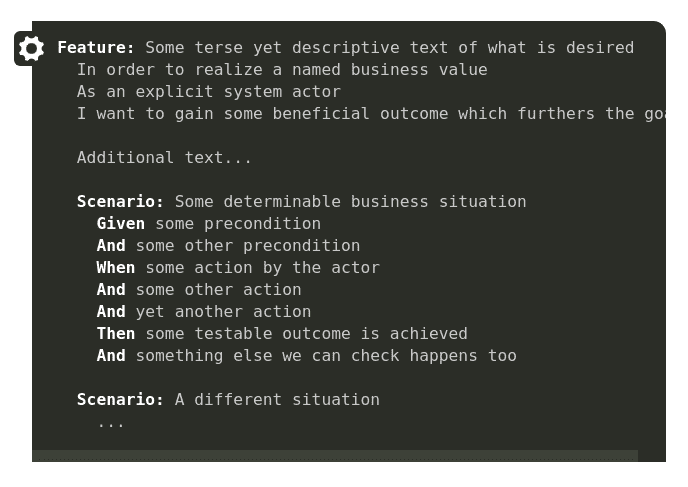 Feature: Some terse yet descriptive text of what is desired
In order to realize a named business value
As an explicit system actor
I want to gain some beneficial outcome which furthers the
Additional text...
Scenario: Some determinable business situation
Given some precondition
And some other precondition
When some action by the actor
And some other action
And yet another action
Then some testable outcome is achieved
And something else we can check happens too
Scenario: A different situation
...